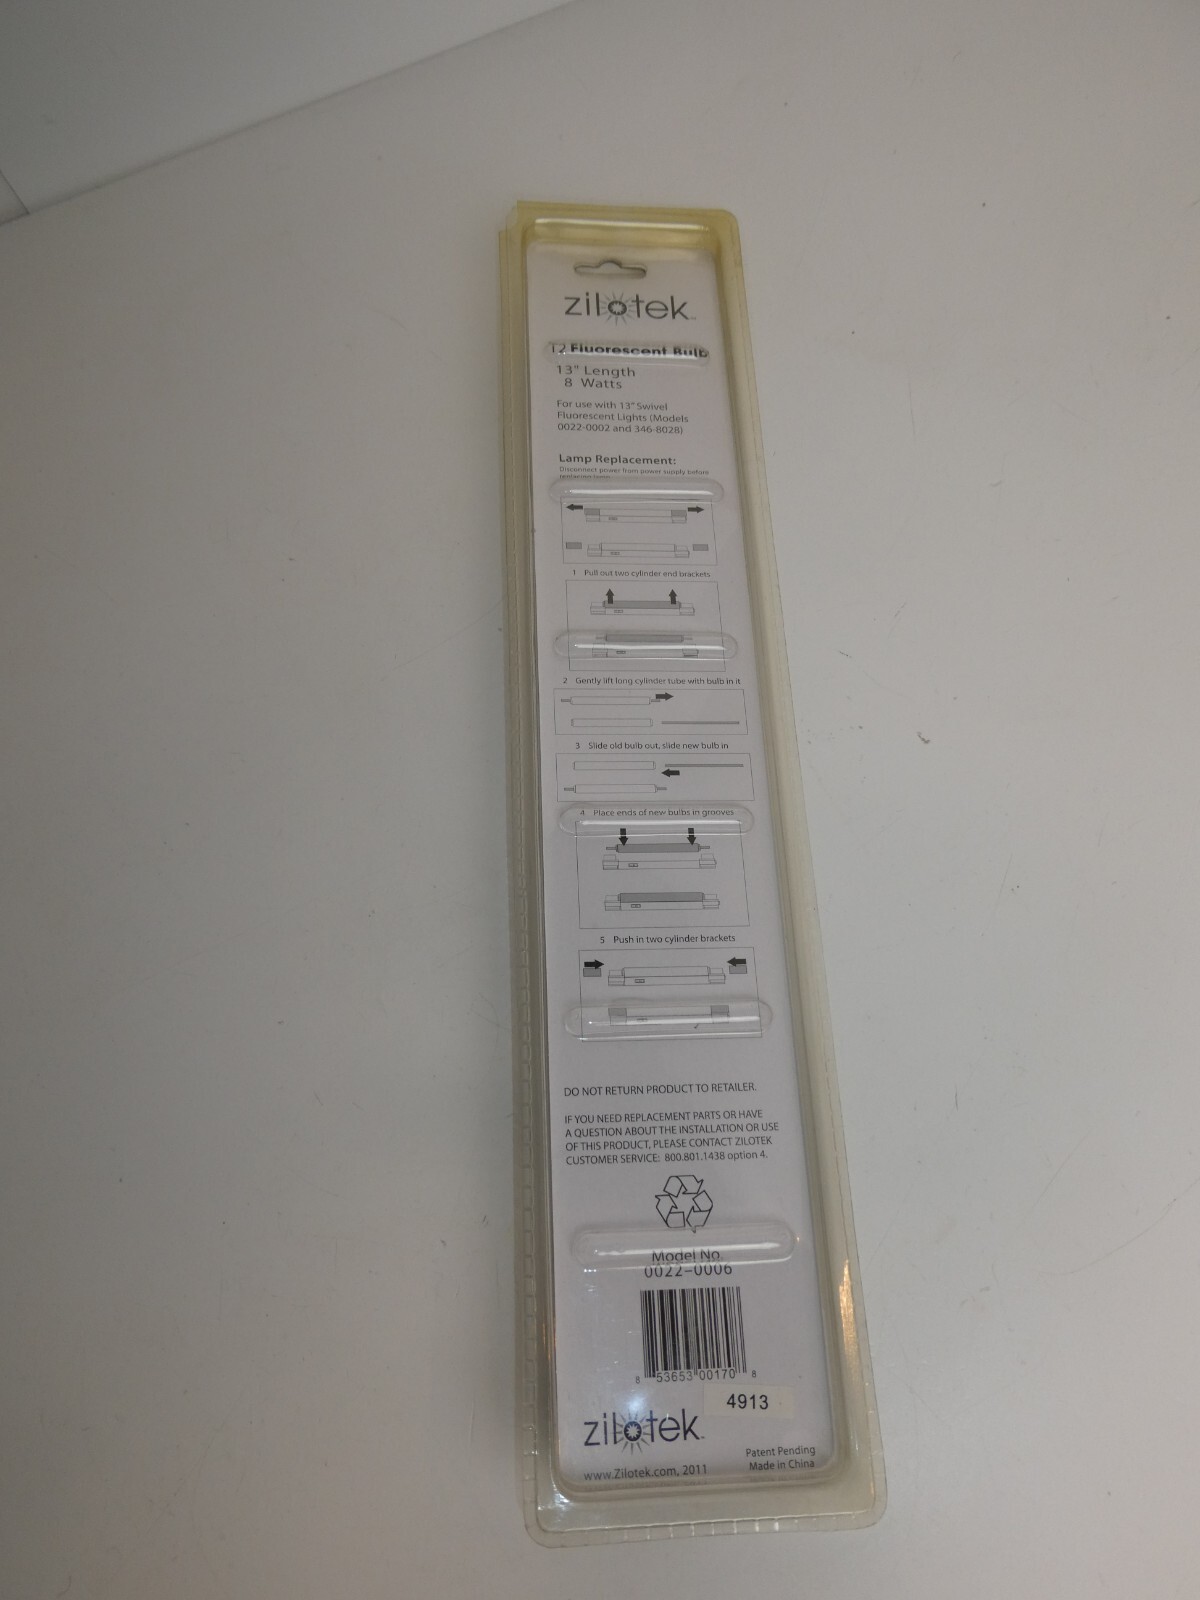 zilotek™
T2 Fluorescent Bulb
13" Length
8 Watts
For use with 13" Swivel
Fluorescent Lights (Models
0022-0002 and 346-8028)
Lamp Replacement:
Disconnect power from power supply before
1 Pull out two cylinder end brackets
2 Gently lift long cylinder tube with bulb in it
3 Slide old bulb out, slide new bulb in
4 Place ends of new bulbs in grooves
5 Push in two cylinder brackets
DO NOT RETURN PRODUCT TO RETAILER.
IF YOU NEED REPLACEMENT PARTS OR HAVE
A QUESTION ABOUT THE INSTALLATION OR USE
OF THIS PRODUCT, PLEASE CONTACT ZILOTEK
CUSTOMER SERVICE: 800.801.1438 option 4.
Model No.
0022-0006
8 53653 00170 8
4913
zilotek™
www.Zilotek.com, 2011
Patent Pending
Made in China